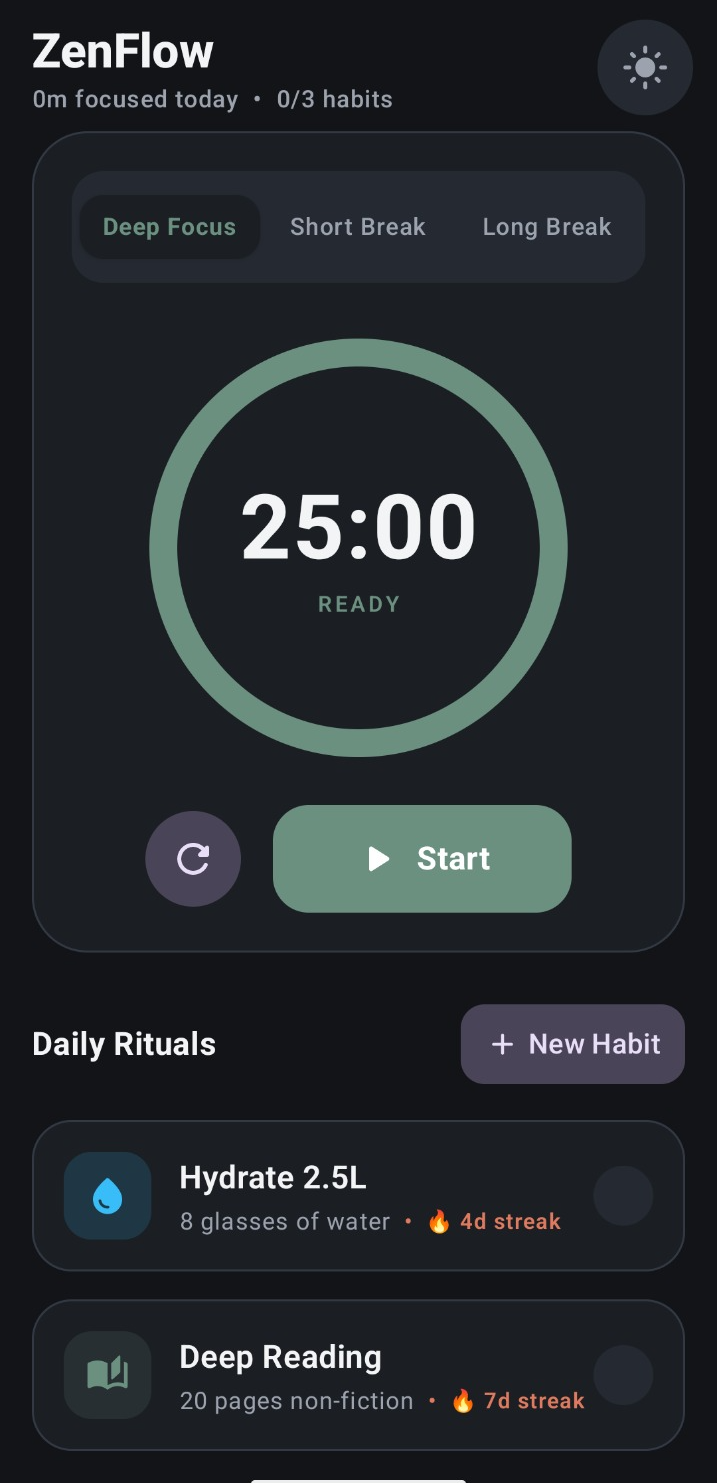 ZenFlow
0m focused today • 0/3 habits
Deep Focus Short Break Long Break
25:00
READY
Start
Daily Rituals
+ New Habit
Hydrate 2.5L
8 glasses of water • 🔥 4d streak
Deep Reading
20 pages non-fiction • 🔥 7d streak